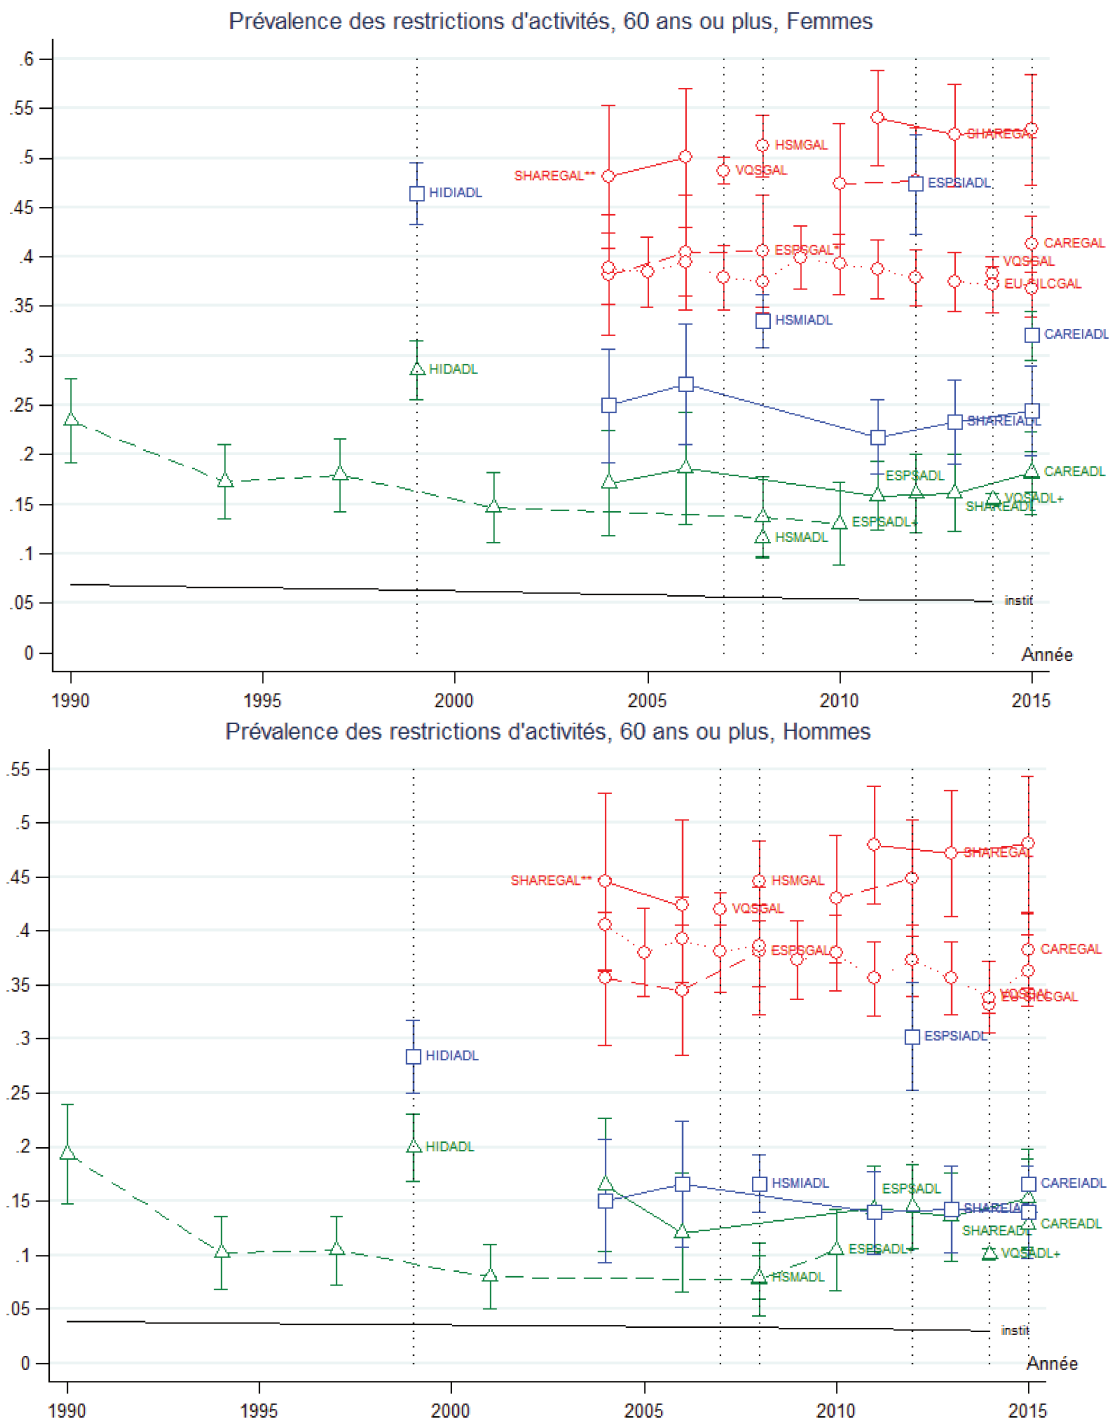 Prévalence des restrictions d'activités, 60 ans ou plus, Femmes
.6
.55
SHAREGAL
.5
HSMGAL
SHAREGAL**
VQSGAL
ESPSIADL
HIDIADL
.45
.4
CAREGAL
ESPSGAL*
VQSGAL
EU-SILCGAL
.35
HSMIADL
CAREIADL
.3
HIDADL
.25
SHAREIADL
.2
ESPSADL
CAREADL
.15
VQSADL+
SHAREADL
ESPSADL+
HSMADL
.1
.05
instit
0
Année
1990 1995 2000 2005 2010 2015
Prévalence des restrictions d'activités, 60 ans ou plus, Hommes
.55
.5
SHAREGAL
.45
SHAREGAL**
HSMGAL
VQSGAL
.4
ESPSGAL
CAREGAL
.35
VQSGAL
EU-SILCGAL
.3
ESPSIADL
HIDIADL
.25
.2
HIDADL
ESPSADL
HSMIADL
CAREIADL
.15
SHAREIADL
CAREADL
SHAREADL
ESPSADL+
VQSADL+
.1
HSMADL
.05
instit
0
Année
1990 1995 2000 2005 2010 2015